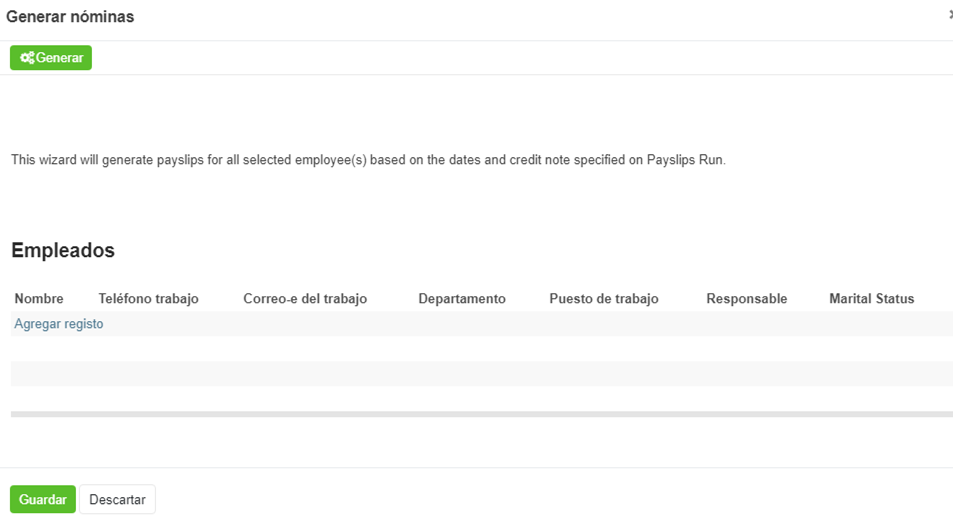 Generar nóminas
Generar
This wizard will generate payslips for all selected employee(s) based on the dates and credit note specified on Payslips Run.
Empleados
Nombre Teléfono trabajo Correo-e del trabajo Departamento Puesto de trabajo Responsable Marital Status
Agregar registo
Guardar Descartar